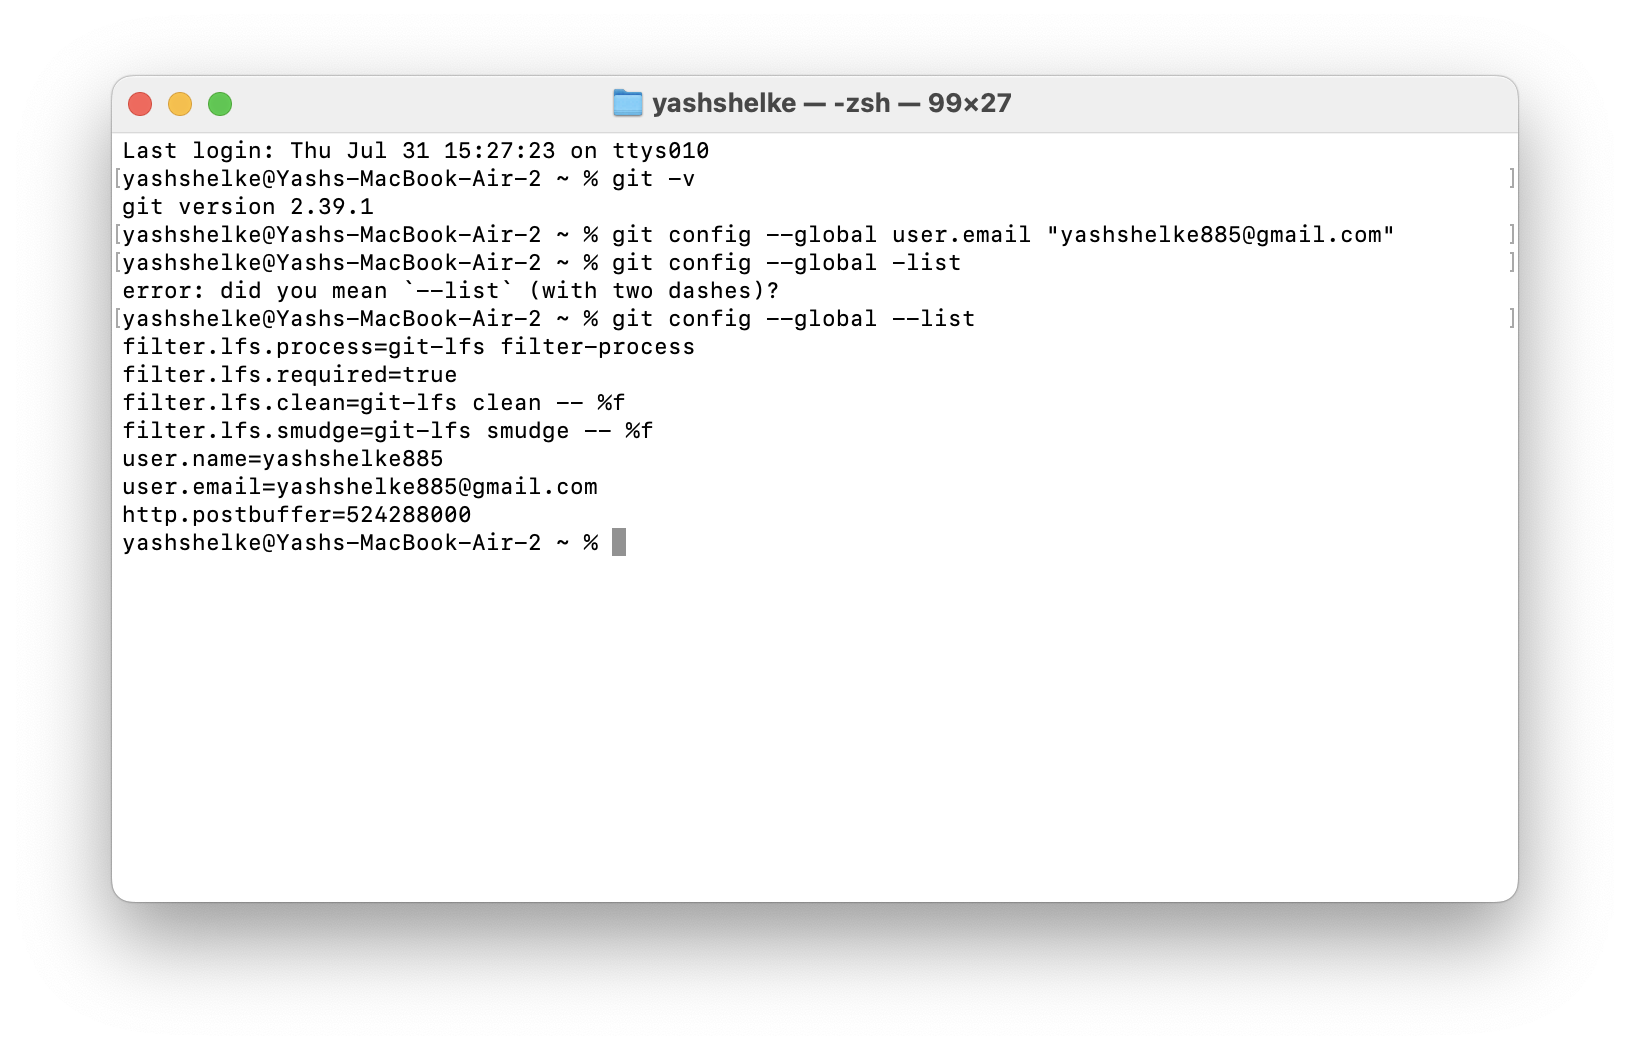 yashshelke — -zsh — 99×27
Last login: Thu Jul 31 15:27:23 on ttys010
[yashshelke@Yashs-MacBook-Air-2 ~ % git -v ]
git version 2.39.1
[yashshelke@Yashs-MacBook-Air-2 ~ % git config --global user.email "yashshelke885@gmail.com" ]
[yashshelke@Yashs-MacBook-Air-2 ~ % git config --global -list ]
error: did you mean `--list` (with two dashes)?
[yashshelke@Yashs-MacBook-Air-2 ~ % git config --global --list ]
filter.lfs.process=git-lfs filter-process
filter.lfs.required=true
filter.lfs.clean=git-lfs clean -- %f
filter.lfs.smudge=git-lfs smudge -- %f
user.name=yashshelke885
user.email=yashshelke885@gmail.com
http.postbuffer=524288000
yashshelke@Yashs-MacBook-Air-2 ~ %